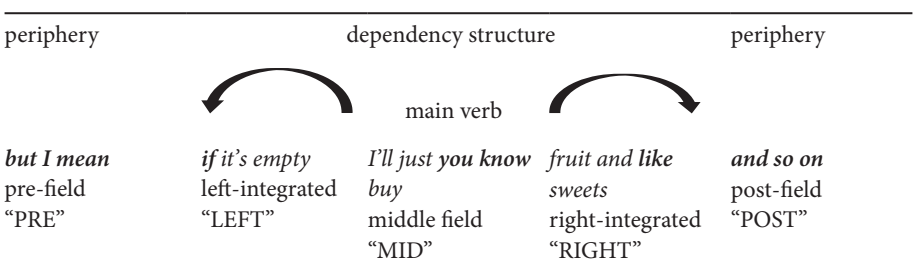 periphery dependency structure periphery
main verb
but I mean if it's empty I'll just you know fruit and like and so on
pre-field left-integrated buy sweets post-field
“PRE” “LEFT” middle field right-integrated “POST”
“MID” “RIGHT”